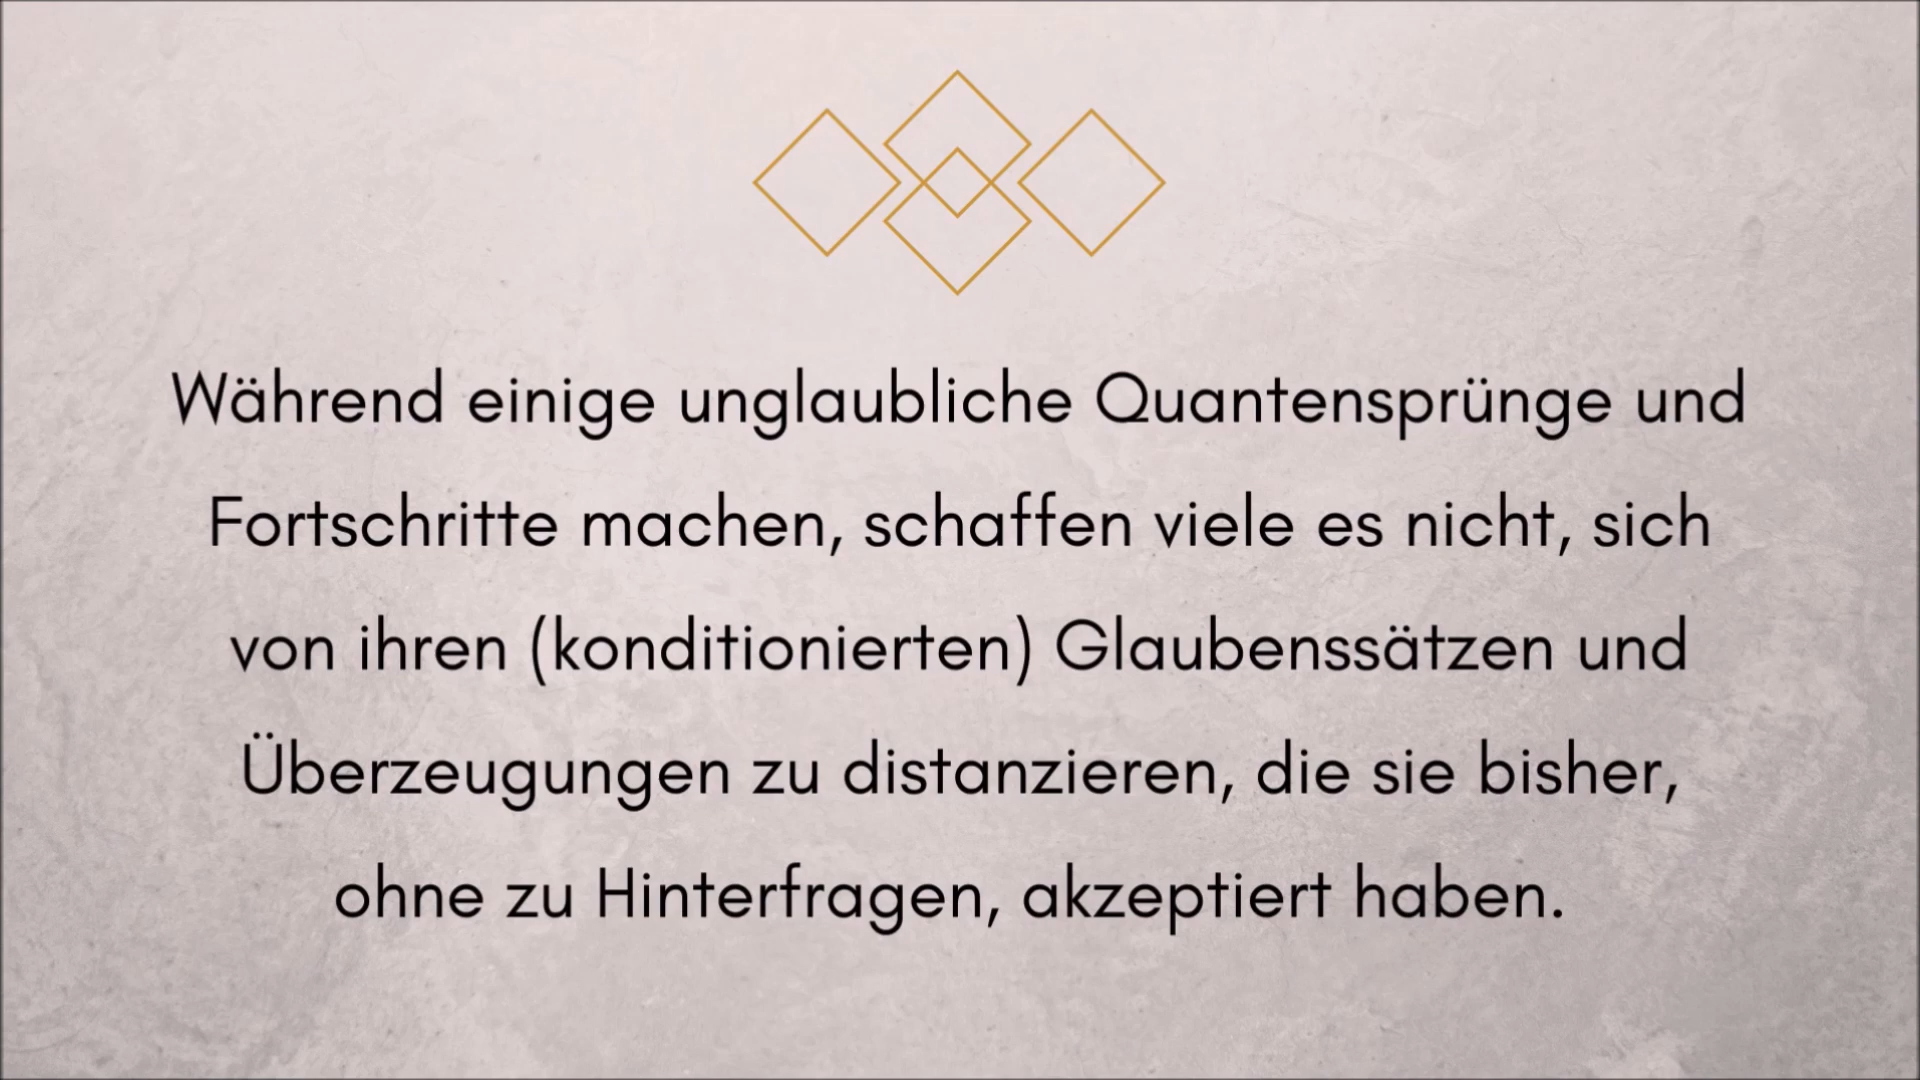 Während einige unglaubliche Quantensprünge und
Fortschritte machen, schaffen viele es nicht, sich
von ihren (konditionierten) Glaubenssätzen und
Überzeugungen zu distanzieren, die sie bisher,
ohne zu Hinterfragen, akzeptiert haben.